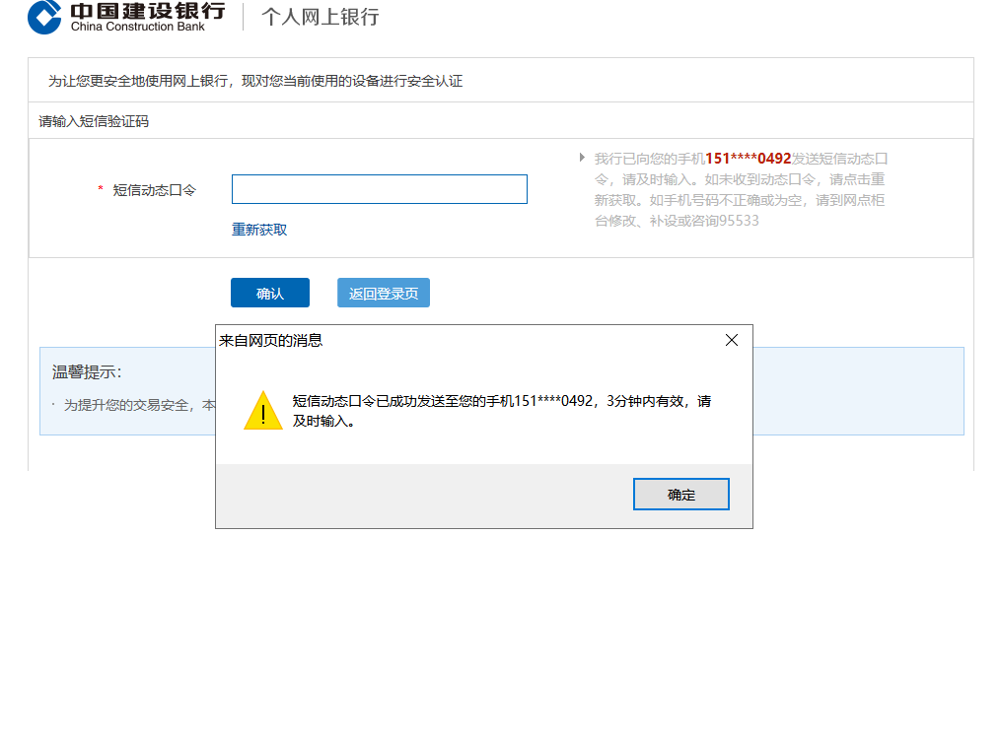 中国建设银行
China Construction Bank
个人网上银行
为让您更安全地使用网上银行，现对您当前使用的设备进行安全认证
请输入短信验证码
* 短信动态口令
重新获取
我行已向您的手机151****0492发送短信动态口
令，请及时输入。如未收到动态口令，请点击重
新获取。如手机号码不正确或为空，请到网点柜
台修改、补设或咨询95533
确认
返回登录页
温馨提示：
· 为提升您的交易安全，本
来自网页的消息
短信动态口令已成功发送至您的手机151****0492，3分钟内有效，请
及时输入。
确定